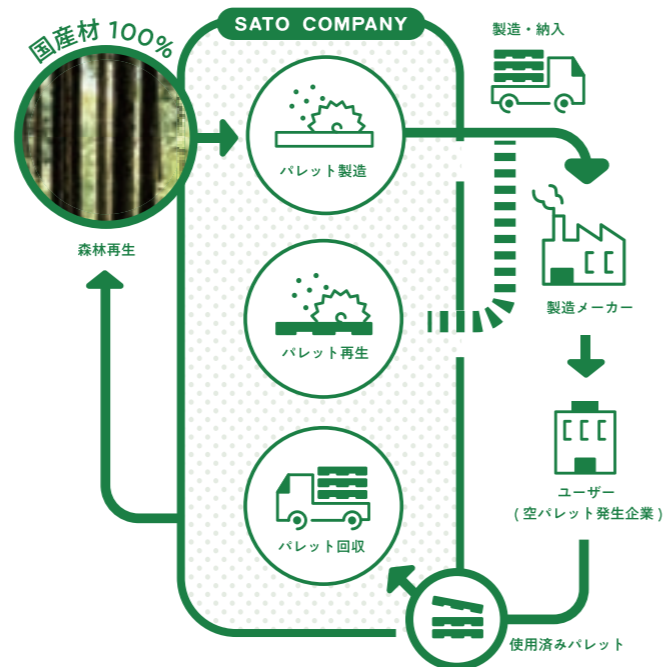 SATO COMPANY
国産材 100%
製造・納入
パレット製造
森林再生
製造メーカー
パレット再生
ユーザー
( 空パレット発生企業 )
パレット回収
使用済みパレット